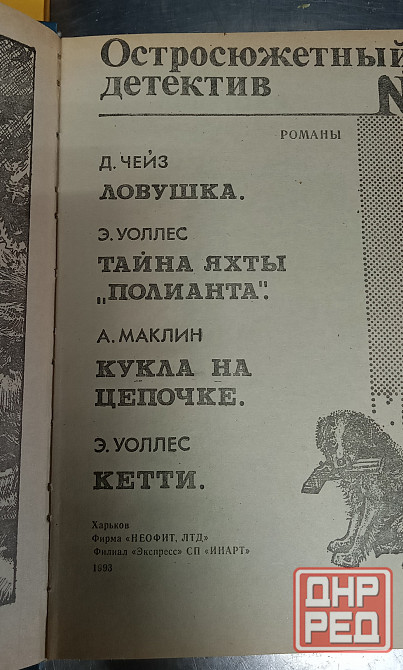 Остросюжетный
детектив
РОМАНЫ
Д. ЧЕЙЗ
ЛОВУШКА.
Э. УОЛЛЕС
ТАЙНА ЯХТЫ
„ПОЛИАНТА".
А. МАКЛИН
КУКЛА НА
ЦЕПОЧКЕ.
Э. УОЛЛЕС
КЕТТИ.
Харьков
Фирма «НЕОФИТ, ЛТД»
Филиал «Экспресс» СП «ИНАРТ»
1993
ДНР
РЕД